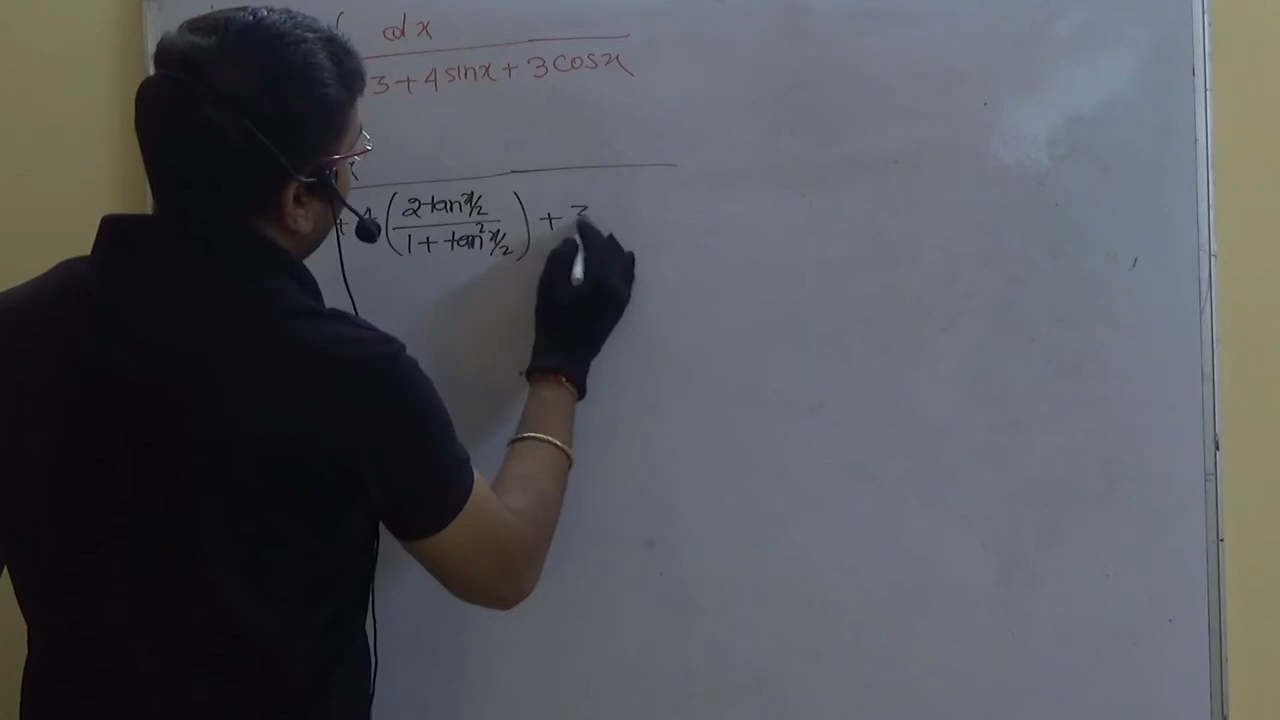 dx
3 + 4 sinx + 3 cosx
+ 4 ( 2 tan x/2 / 1 + tan² x/2 ) + 3